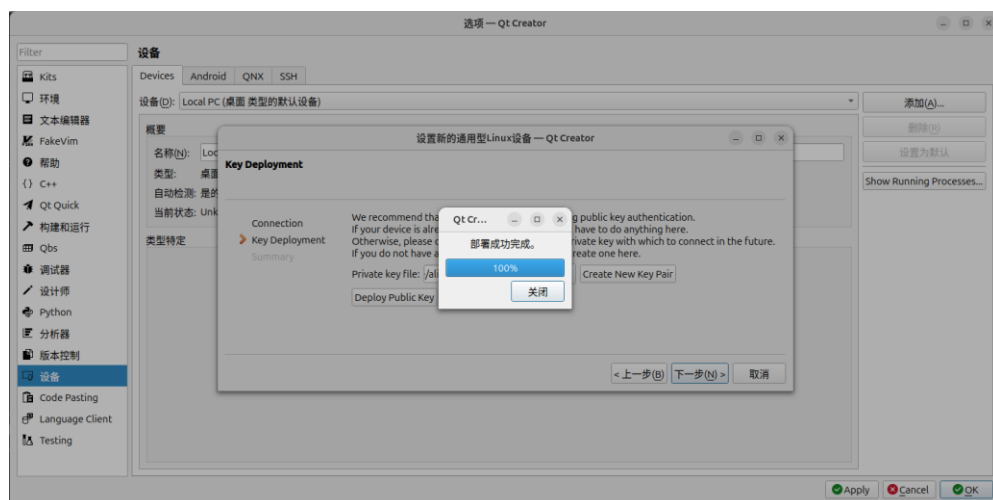 选项 — Qt Creator
Filter
设备
Kits
环境
文本编辑器
FakeVim
帮助
{} C++
Qt Quick
构建和运行
Qbs
调试器
设计师
Python
分析器
版本控制
设备
Code Pasting
Language Client
Testing
Devices Android QNX SSH
设备(D): Local PC (桌面 类型的默认设备)
添加(A)...
删除(R)
设置为默认
Show Running Processes...
概要
名称(N): Loc
类型: 桌面
自动检测: 是的
当前状态: Unk
类型特定
设置新的通用型Linux设备 — Qt Creator
Key Deployment
Connection
Key Deployment
Summary
We recommend tha g public key authentication.
If your device is alre have to do anything here.
Otherwise, please rivate key with which to connect in the future.
If you do not have a reate one here.
Private key file: Create New Key Pair
Deploy Public Key
Qt Cr...
部署成功完成。
100%
关闭
< 上一步(B) 下一步(N) > 取消
Apply Cancel OK